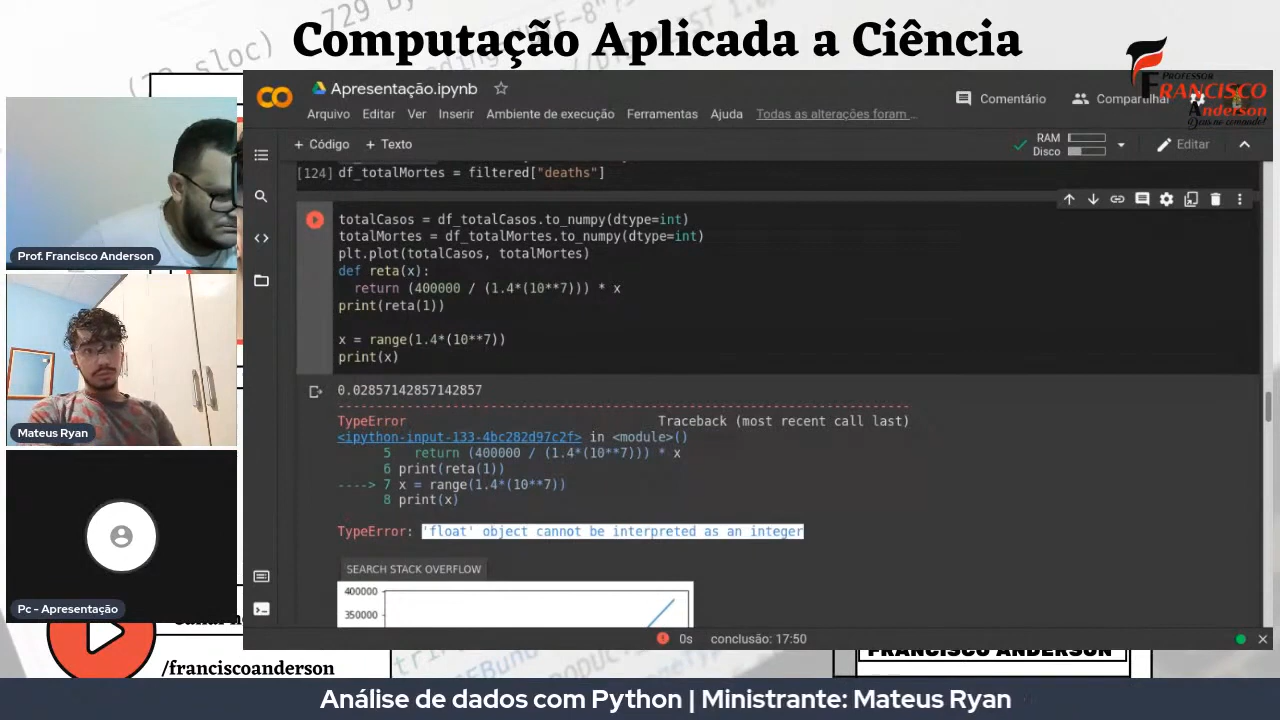 Computação Aplicada a Ciência
PROFESSOR
FRANCISCO
Anderson
Deus no comando!
Apresentação.ipynb
Comentário
Compartilhar
Arquivo Editar Ver Inserir Ambiente de execução Ferramentas Ajuda Todas as alterações foram ...
+ Código + Texto
RAM
Disco
Editar
[124] df_totalMortes = filtered["deaths"]
totalCasos = df_totalCasos.to_numpy(dtype=int)
totalMortes = df_totalMortes.to_numpy(dtype=int)
plt.plot(totalCasos, totalMortes)
def reta(x):
  return (400000 / (1.4*(10**7))) * x
print(reta(1))
x = range(1.4*(10**7))
print(x)
0.02857142857142857
---------------------------------------------------------------------------
TypeError Traceback (most recent call last)
<ipython-input-133-4bc282d97c2f> in <module>()
5   return (400000 / (1.4*(10**7))) * x
6 print(reta(1))
----> 7 x = range(1.4*(10**7))
8 print(x)
TypeError: 'float' object cannot be interpreted as an integer
SEARCH STACK OVERFLOW
400000
350000
0s conclusão: 17:50
Prof. Francisco Anderson
Mateus Ryan
Pc - Apresentação
/franciscoanderson
FRANCISCO ANDERSON
Análise de dados com Python | Ministrante: Mateus Ryan